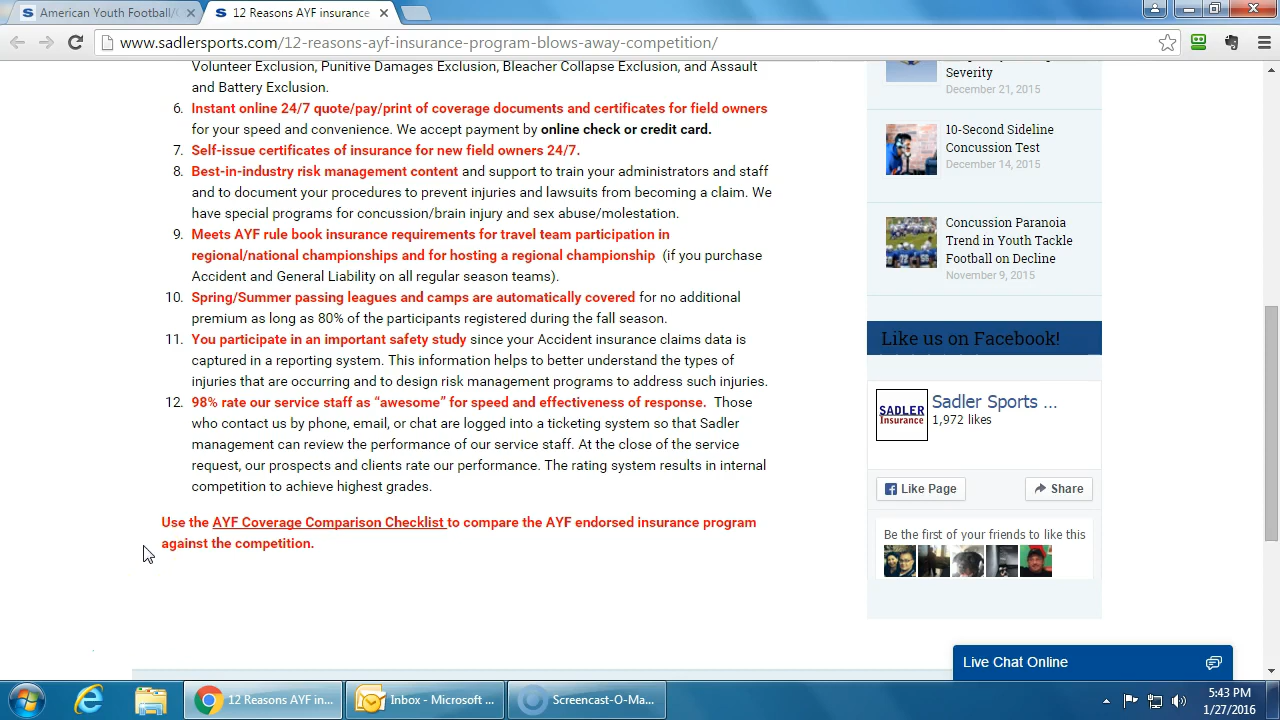 American Youth Football/
12 Reasons AYF insurance
www.sadlersports.com/12-reasons-ayf-insurance-program-blows-away-competition/
Volunteer Exclusion, Punitive Damages Exclusion, Bleacher Collapse Exclusion, and Assault
and Battery Exclusion.
6. Instant online 24/7 quote/pay/print of coverage documents and certificates for field owners
for your speed and convenience. We accept payment by online check or credit card.
7. Self-issue certificates of insurance for new field owners 24/7.
8. Best-in-industry risk management content and support to train your administrators and staff
and to document your procedures to prevent injuries and lawsuits from becoming a claim. We
have special programs for concussion/brain injury and sex abuse/molestation.
9. Meets AYF rule book insurance requirements for travel team participation in
regional/national championships and for hosting a regional championship (if you purchase
Accident and General Liability on all regular season teams).
10. Spring/Summer passing leagues and camps are automatically covered for no additional
premium as long as 80% of the participants registered during the fall season.
11. You participate in an important safety study since your Accident insurance claims data is
captured in a reporting system. This information helps to better understand the types of
injuries that are occurring and to design risk management programs to address such injuries.
12. 98% rate our service staff as “awesome” for speed and effectiveness of response. Those
who contact us by phone, email, or chat are logged into a ticketing system so that Sadler
management can review the performance of our service staff. At the close of the service
request, our prospects and clients rate our performance. The rating system results in internal
competition to achieve highest grades.
Use the AYF Coverage Comparison Checklist to compare the AYF endorsed insurance program
against the competition.
Severity
December 21, 2015
10-Second Sideline
Concussion Test
December 14, 2015
Concussion Paranoia
Trend in Youth Tackle
Football on Decline
November 9, 2015
Like us on Facebook!
SADLER
Insurance
Sadler Sports ...
1,972 likes
Like Page
Share
Be the first of your friends to like this
Live Chat Online
12 Reasons AYF in...
Inbox - Microsoft ...
Screencast-O-Ma...
5:43 PM
1/27/2016